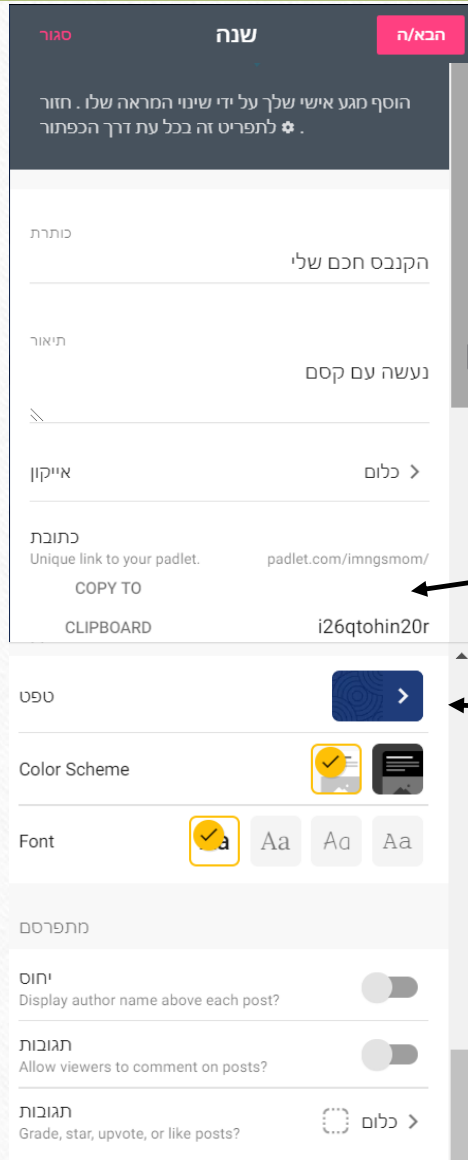 סגור
שנה
הבא/ה
הוסף מגע אישי שלך על ידי שינוי המראה שלו . חזור
לתפריט זה בכל עת דרך הכפתור .
כותרת
הקנבס חכם שלי
תיאור
נעשה עם קסם
אייקון
כלום
כתובת
Unique link to your padlet.
padlet.com/imngsmom/
COPY TO
CLIPBOARD
i26qtohin20r
טפט
Color Scheme
Font
Aa Aa Aa
מתפרסם
יחוס
Display author name above each post?
תגובות
Allow viewers to comment on posts?
תגובות
Grade, star, upvote, or like posts?
כלום